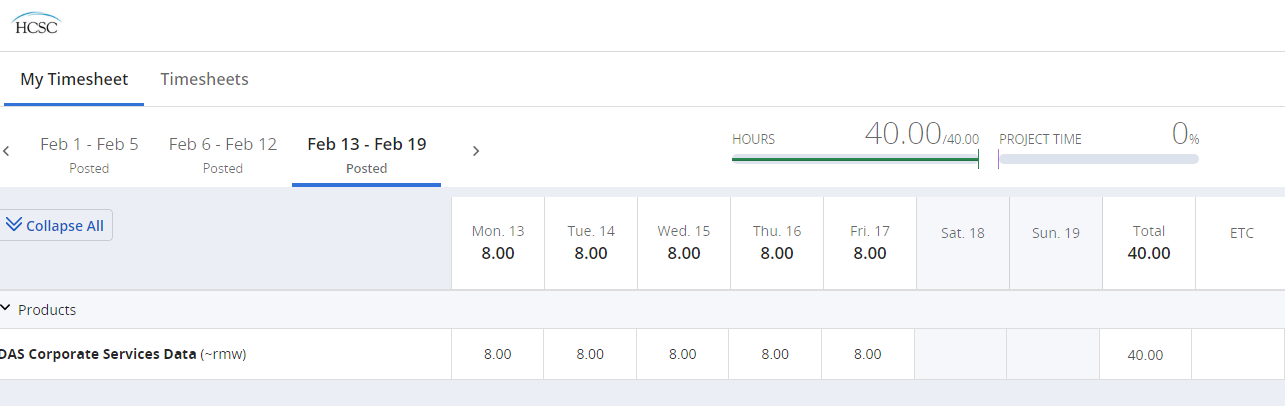 HCSC
My Timesheet Timesheets
Feb 1 - Feb 5 Feb 6 - Feb 12 Feb 13 - Feb 19
Posted Posted Posted
HOURS 40.00/40.00 PROJECT TIME 0%
Collapse All
Mon. 13 Tue. 14 Wed. 15 Thu. 16 Fri. 17 Sat. 18 Sun. 19 Total ETC
8.00 8.00 8.00 8.00 8.00 40.00
Products
DAS Corporate Services Data (~rmw) 8.00 8.00 8.00 8.00 8.00 40.00